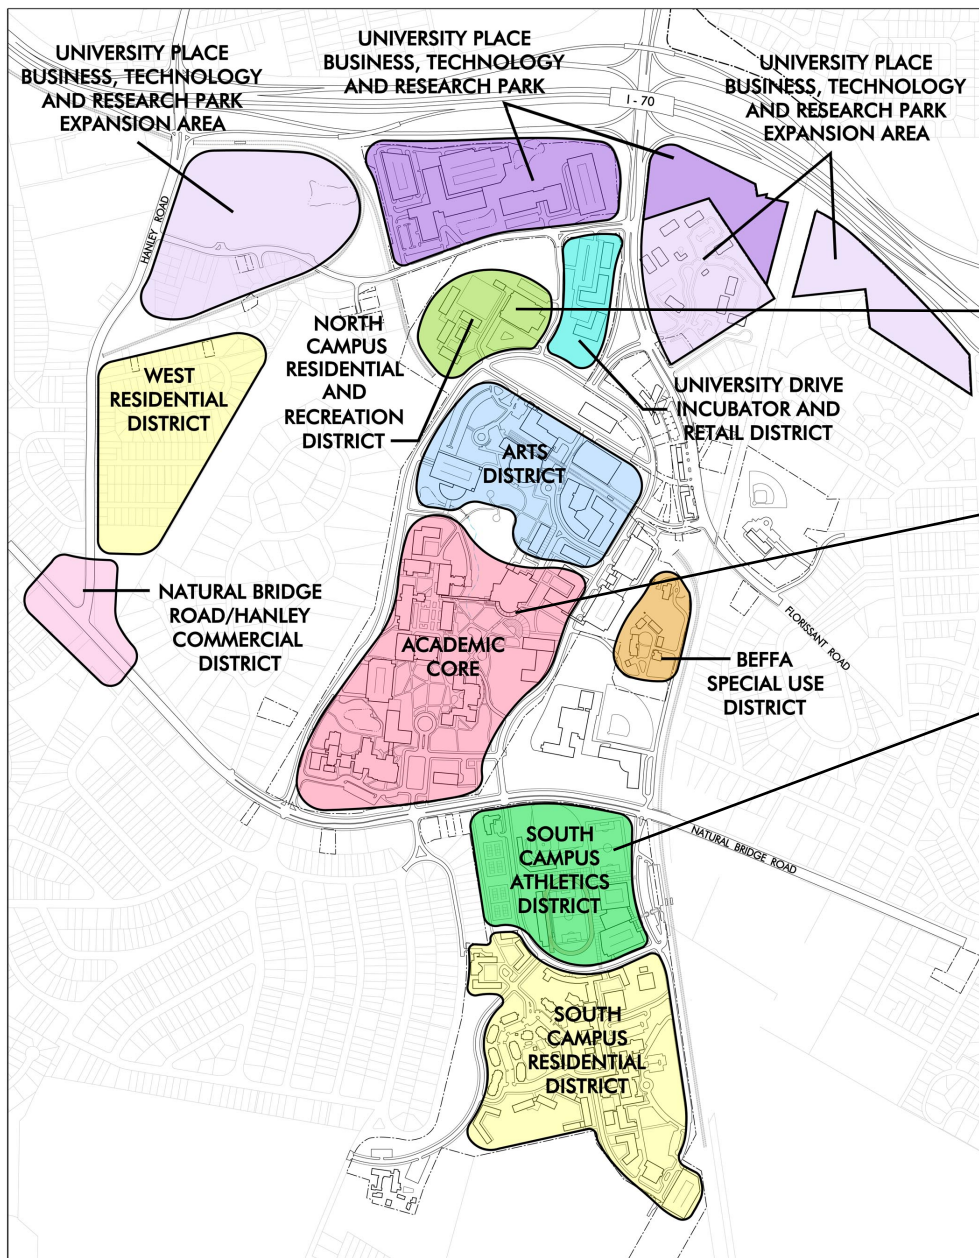 UNIVERSITY PLACE
BUSINESS, TECHNOLOGY
AND RESEARCH PARK
EXPANSION AREA
UNIVERSITY PLACE
BUSINESS, TECHNOLOGY
AND RESEARCH PARK
UNIVERSITY PLACE
BUSINESS, TECHNOLOGY
AND RESEARCH PARK
EXPANSION AREA
I - 70
HANLEY ROAD
NORTH
CAMPUS
RESIDENTIAL
AND
RECREATION
DISTRICT
WEST
RESIDENTIAL
DISTRICT
UNIVERSITY DRIVE
INCUBATOR AND
RETAIL DISTRICT
ARTS
DISTRICT
NATURAL BRIDGE
ROAD/HANLEY
COMMERCIAL
DISTRICT
ACADEMIC
CORE
FLORISSANT ROAD
BEFFA
SPECIAL USE
DISTRICT
SOUTH
CAMPUS
ATHLETICS
DISTRICT
NATURAL BRIDGE ROAD
SOUTH
CAMPUS
RESIDENTIAL
DISTRICT